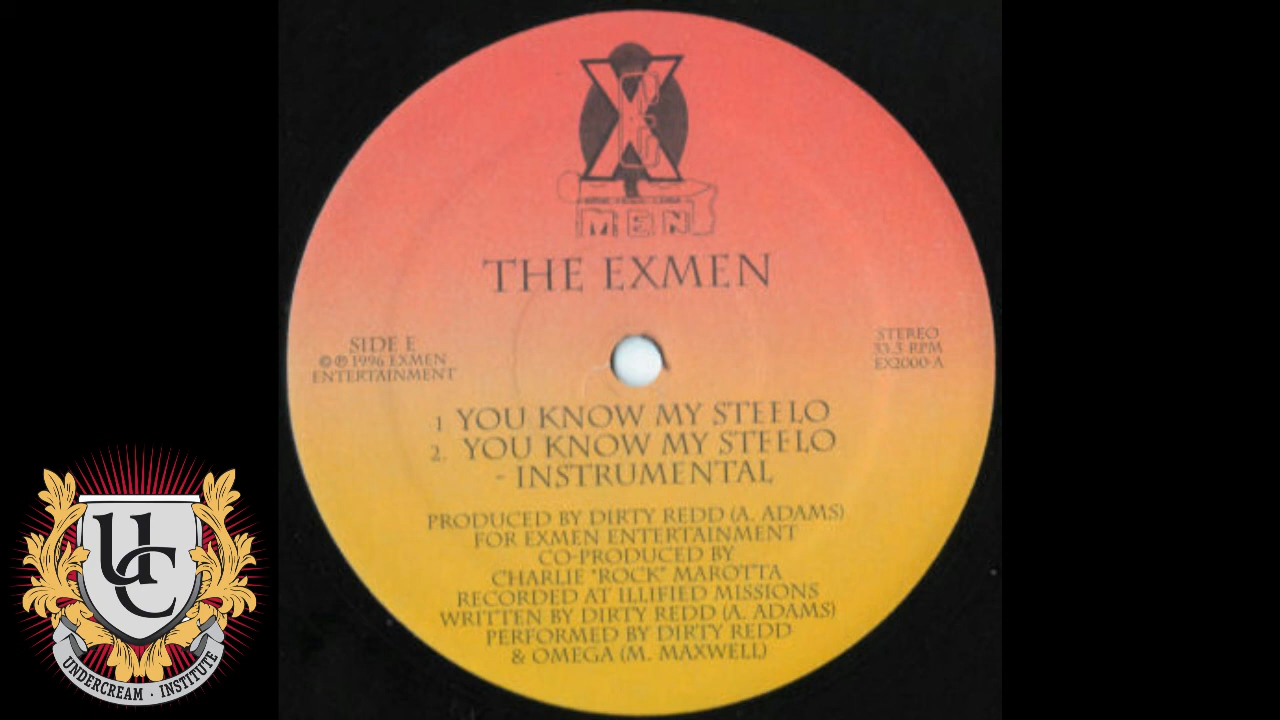 X
MEN
THE EXMEN
SIDE E
©℗ 1996 EXMEN
ENTERTAINMENT
STEREO
33.3 RPM
EX2000-A
1 YOU KNOW MY STEELO
2. YOU KNOW MY STEELO
- INSTRUMENTAL
PRODUCED BY DIRTY REDD (A. ADAMS)
FOR EXMEN ENTERTAINMENT
CO-PRODUCED BY
CHARLIE "ROCK" MAROTTA
RECORDED AT ILLIFIED MISSIONS
WRITTEN BY DIRTY REDD (A. ADAMS)
PERFORMED BY DIRTY REDD
& OMEGA (M. MAXWELL)
UC
UNDERCREAM · INSTITUTE